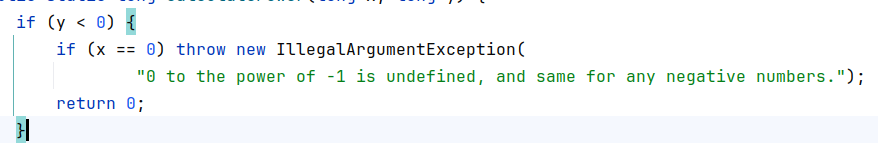 if (y < 0) {
if (x == 0) throw new IllegalArgumentException(
"0 to the power of -1 is undefined, and same for any negative numbers.");
return 0;
}